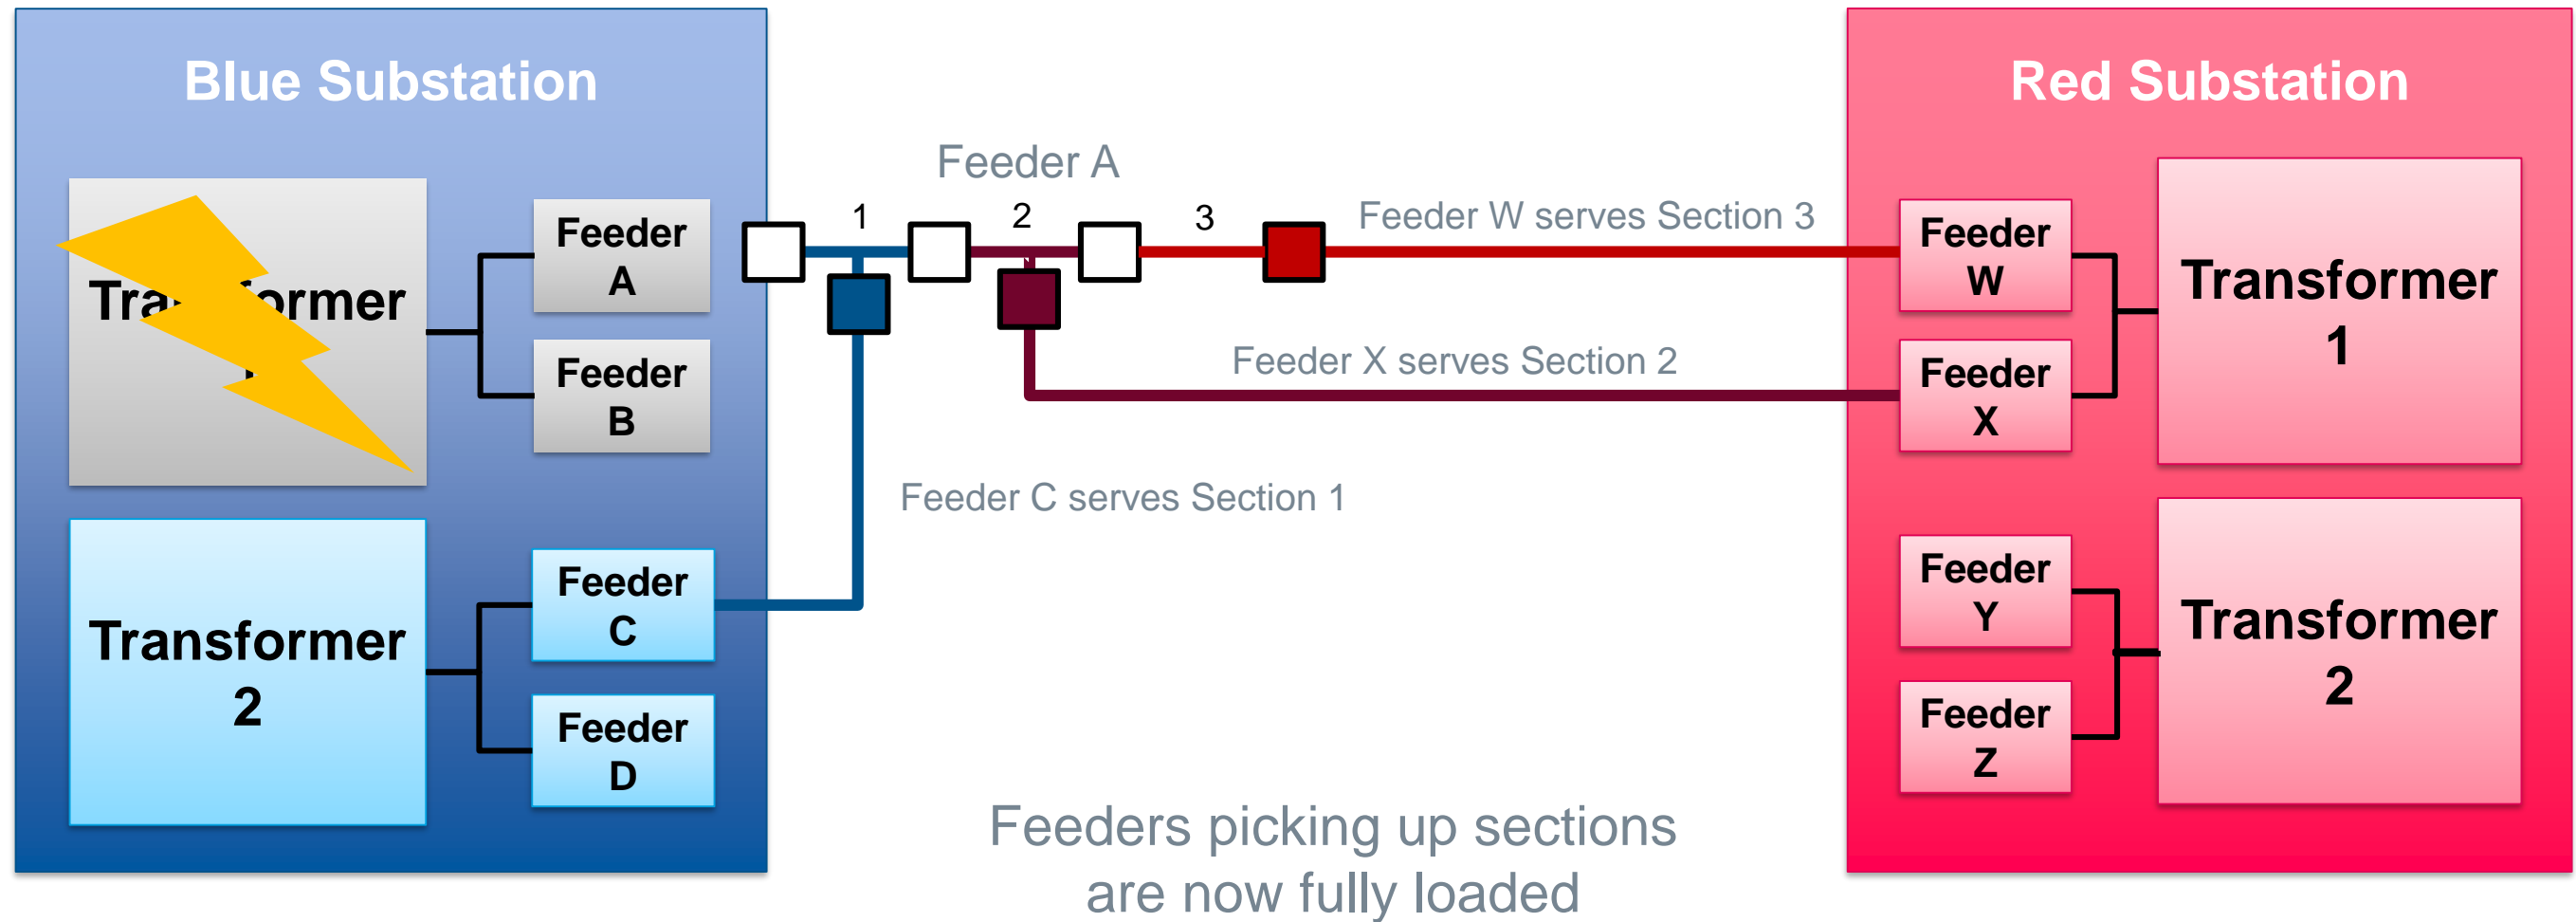 Blue Substation
Transformer
Feeder
A
Feeder
B
Transformer
2
Feeder
C
Feeder
D
Feeder A
1
2
3
Feeder W serves Section 3
Feeder X serves Section 2
Feeder C serves Section 1
Feeders picking up sections
are now fully loaded
Red Substation
Feeder
W
Feeder
X
Transformer
1
Feeder
Y
Feeder
Z
Transformer
2